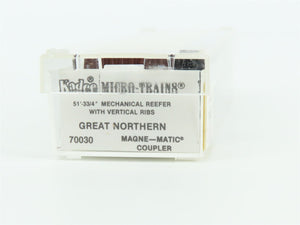 Kadee MICRO-TRAINS®
51'-33/4" MECHANICAL REEFER
WITH VERTICAL RIBS
GREAT NORTHERN
70030 MAGNE—MATIC®
COUPLER